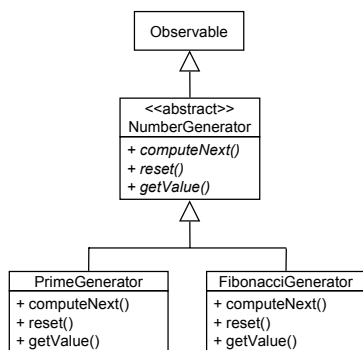 Observable
<<abstract>>
NumberGenerator
+ computeNext()
+ reset()
+ getValue()
PrimeGenerator
+ computeNext()
+ reset()
+ getValue()
FibonacciGenerator
+ computeNext()
+ reset()
+ getValue()